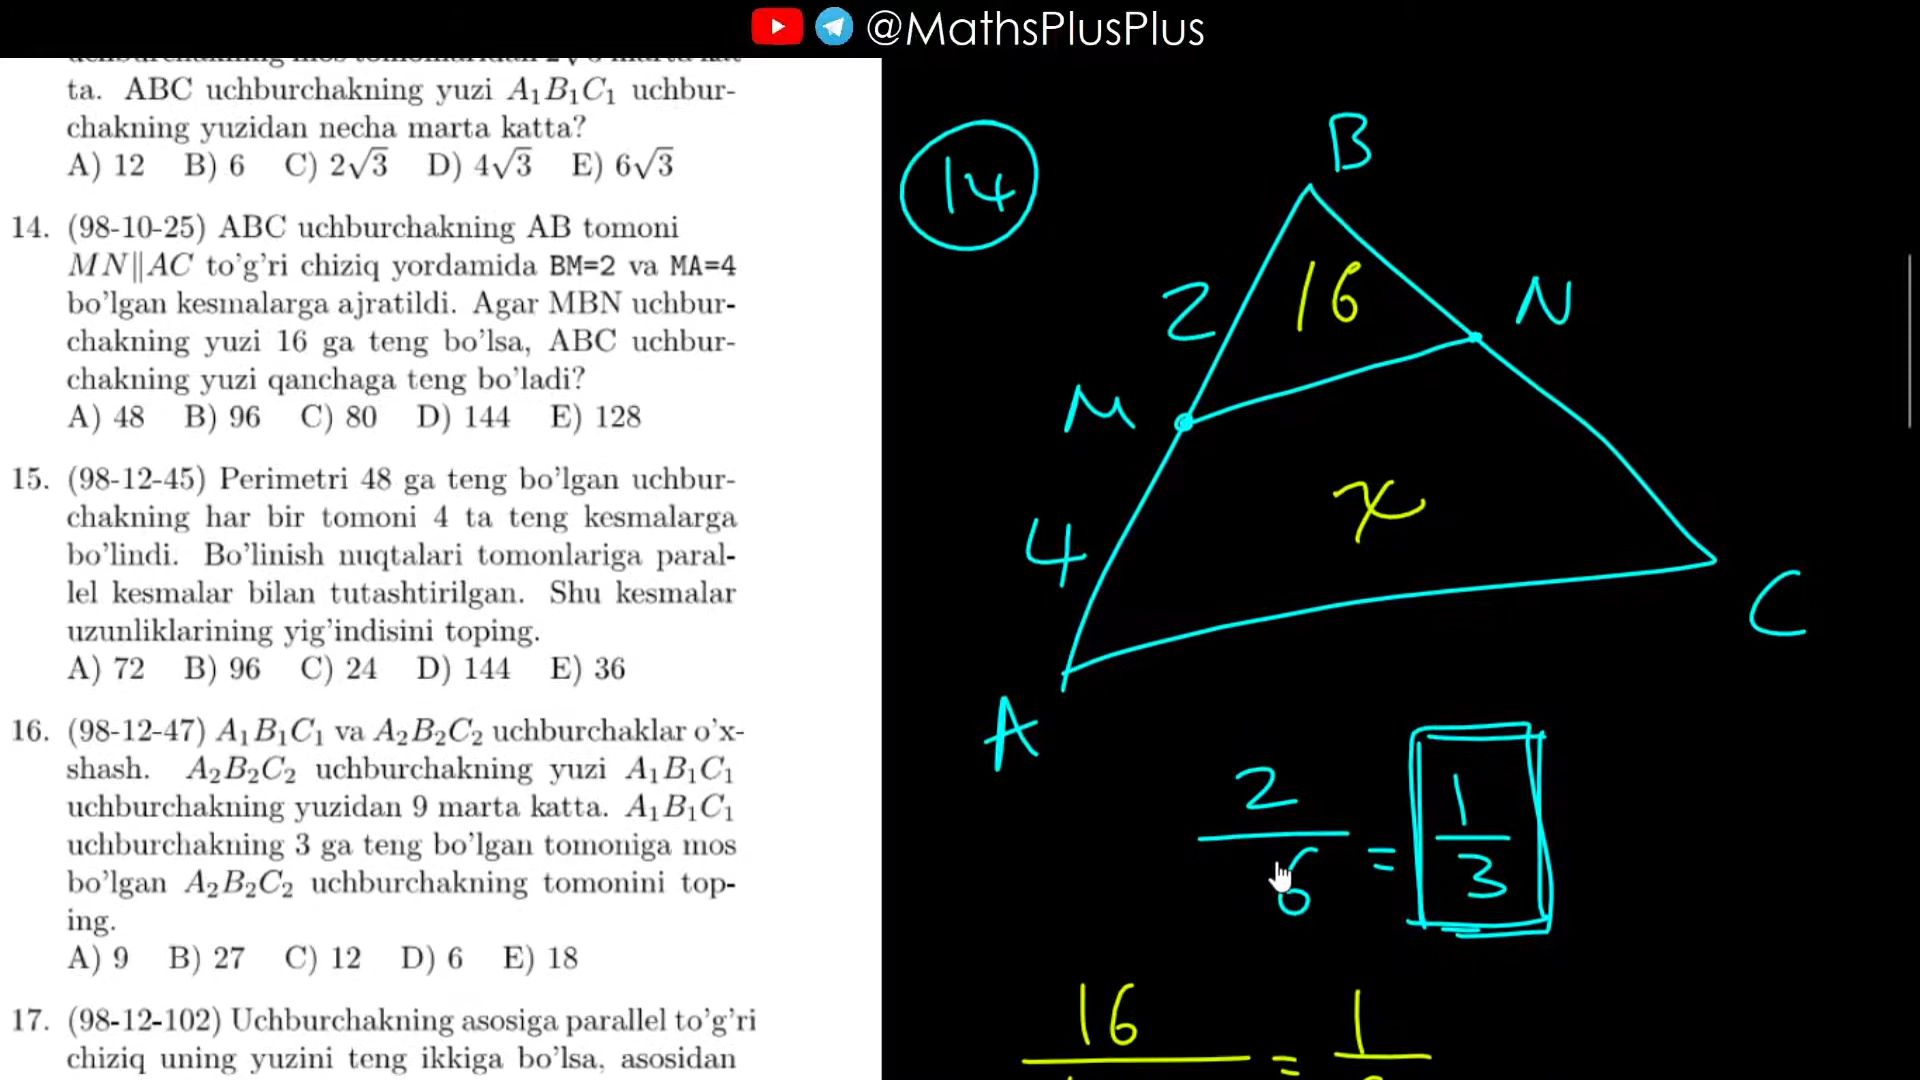 @MathsPlusPlus
ta. ABC uchburchakning yuzi A₁B₁C₁ uchbur-
chakning yuzidan necha marta katta?
A) 12 B) 6 C) 2√3 D) 4√3 E) 6√3
14. (98-10-25) ABC uchburchakning AB tomoni
MN∥AC to’g’ri chiziq yordamida BM=2 va MA=4
bo’lgan kesmalarga ajratildi. Agar MBN uchbur-
chakning yuzi 16 ga teng bo’lsa, ABC uchbur-
chakning yuzi qanchaga teng bo’ladi?
A) 48 B) 96 C) 80 D) 144 E) 128
15. (98-12-45) Perimetri 48 ga teng bo’lgan uchbur-
chakning har bir tomoni 4 ta teng kesmalarga
bo’lindi. Bo’linish nuqtalari tomonlariga paral-
lel kesmalar bilan tutashtirilgan. Shu kesmalar
uzunliklarining yig’indisini toping.
A) 72 B) 96 C) 24 D) 144 E) 36
16. (98-12-47) A₁B₁C₁ va A₂B₂C₂ uchburchaklar o’x-
shash. A₂B₂C₂ uchburchakning yuzi A₁B₁C₁
uchburchakning yuzidan 9 marta katta. A₁B₁C₁
uchburchakning 3 ga teng bo’lgan tomoniga mos
bo’lgan A₂B₂C₂ uchburchakning tomonini top-
ing.
A) 9 B) 27 C) 12 D) 6 E) 18
17. (98-12-102) Uchburchakning asosiga parallel to’g’ri
chiziq uning yuzini teng ikkiga bo’lsa, asosidan
14
B
2
16
N
M
4
x
C
A
2/6 = 1/3
16
=
1